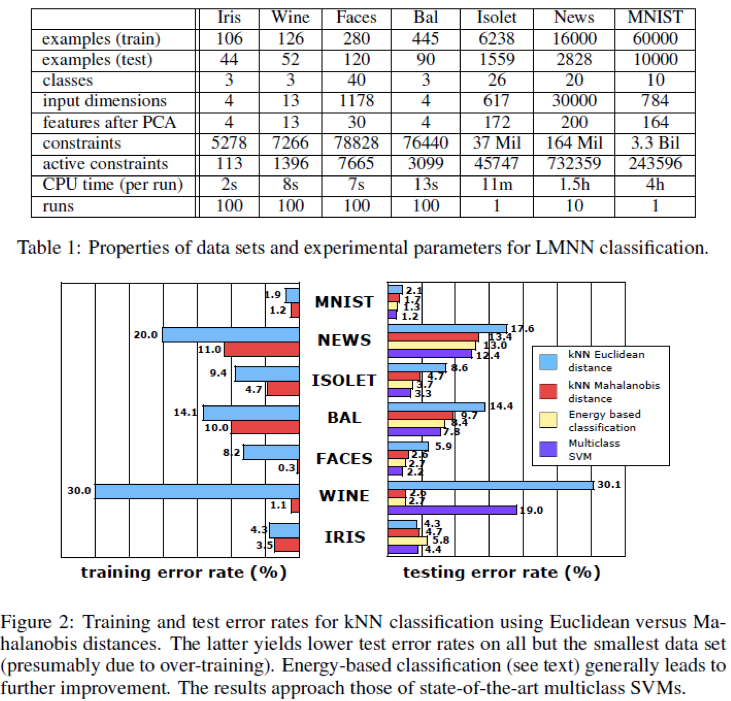 Iris Wine Faces Bal Isolet News MNIST
examples (train) 106 126 280 445 6238 16000 60000
examples (test) 44 52 120 90 1559 2828 10000
classes 3 3 40 3 26 20 10
input dimensions 4 13 1178 4 617 30000 784
features after PCA 4 13 30 4 172 200 164
constraints 5278 7266 78828 76440 37 Mil 164 Mil 3.3 Bil
active constraints 113 1396 7665 3099 45747 732359 243596
CPU time (per run) 2s 8s 7s 13s 11m 1.5h 4h
runs 100 100 100 100 1 10 1
Table 1: Properties of data sets and experimental parameters for LMNN classification.
1.9
1.2
MNIST
2.1
1.7
1.3
1.2
20.0
11.0
NEWS
17.6
13.4
13.0
12.4
9.4
4.7
ISOLET
8.6
4.7
3.7
3.3
14.1
10.0
BAL
14.4
9.7
8.4
7.8
8.2
0.3
FACES
5.9
2.6
2.7
2.2
30.0
1.1
WINE
30.1
2.6
2.7
19.0
4.3
3.5
IRIS
4.3
4.7
5.8
4.4
kNN Euclidean
distance
kNN Mahalanobis
distance
Energy based
classification
Multiclass
SVM
training error rate (%)
testing error rate (%)
Figure 2: Training and test error rates for kNN classification using Euclidean versus Ma-
halanobis distances. The latter yields lower test error rates on all but the smallest data set
(presumably due to over-training). Energy-based classification (see text) generally leads to
further improvement. The results approach those of state-of-the-art multiclass SVMs.